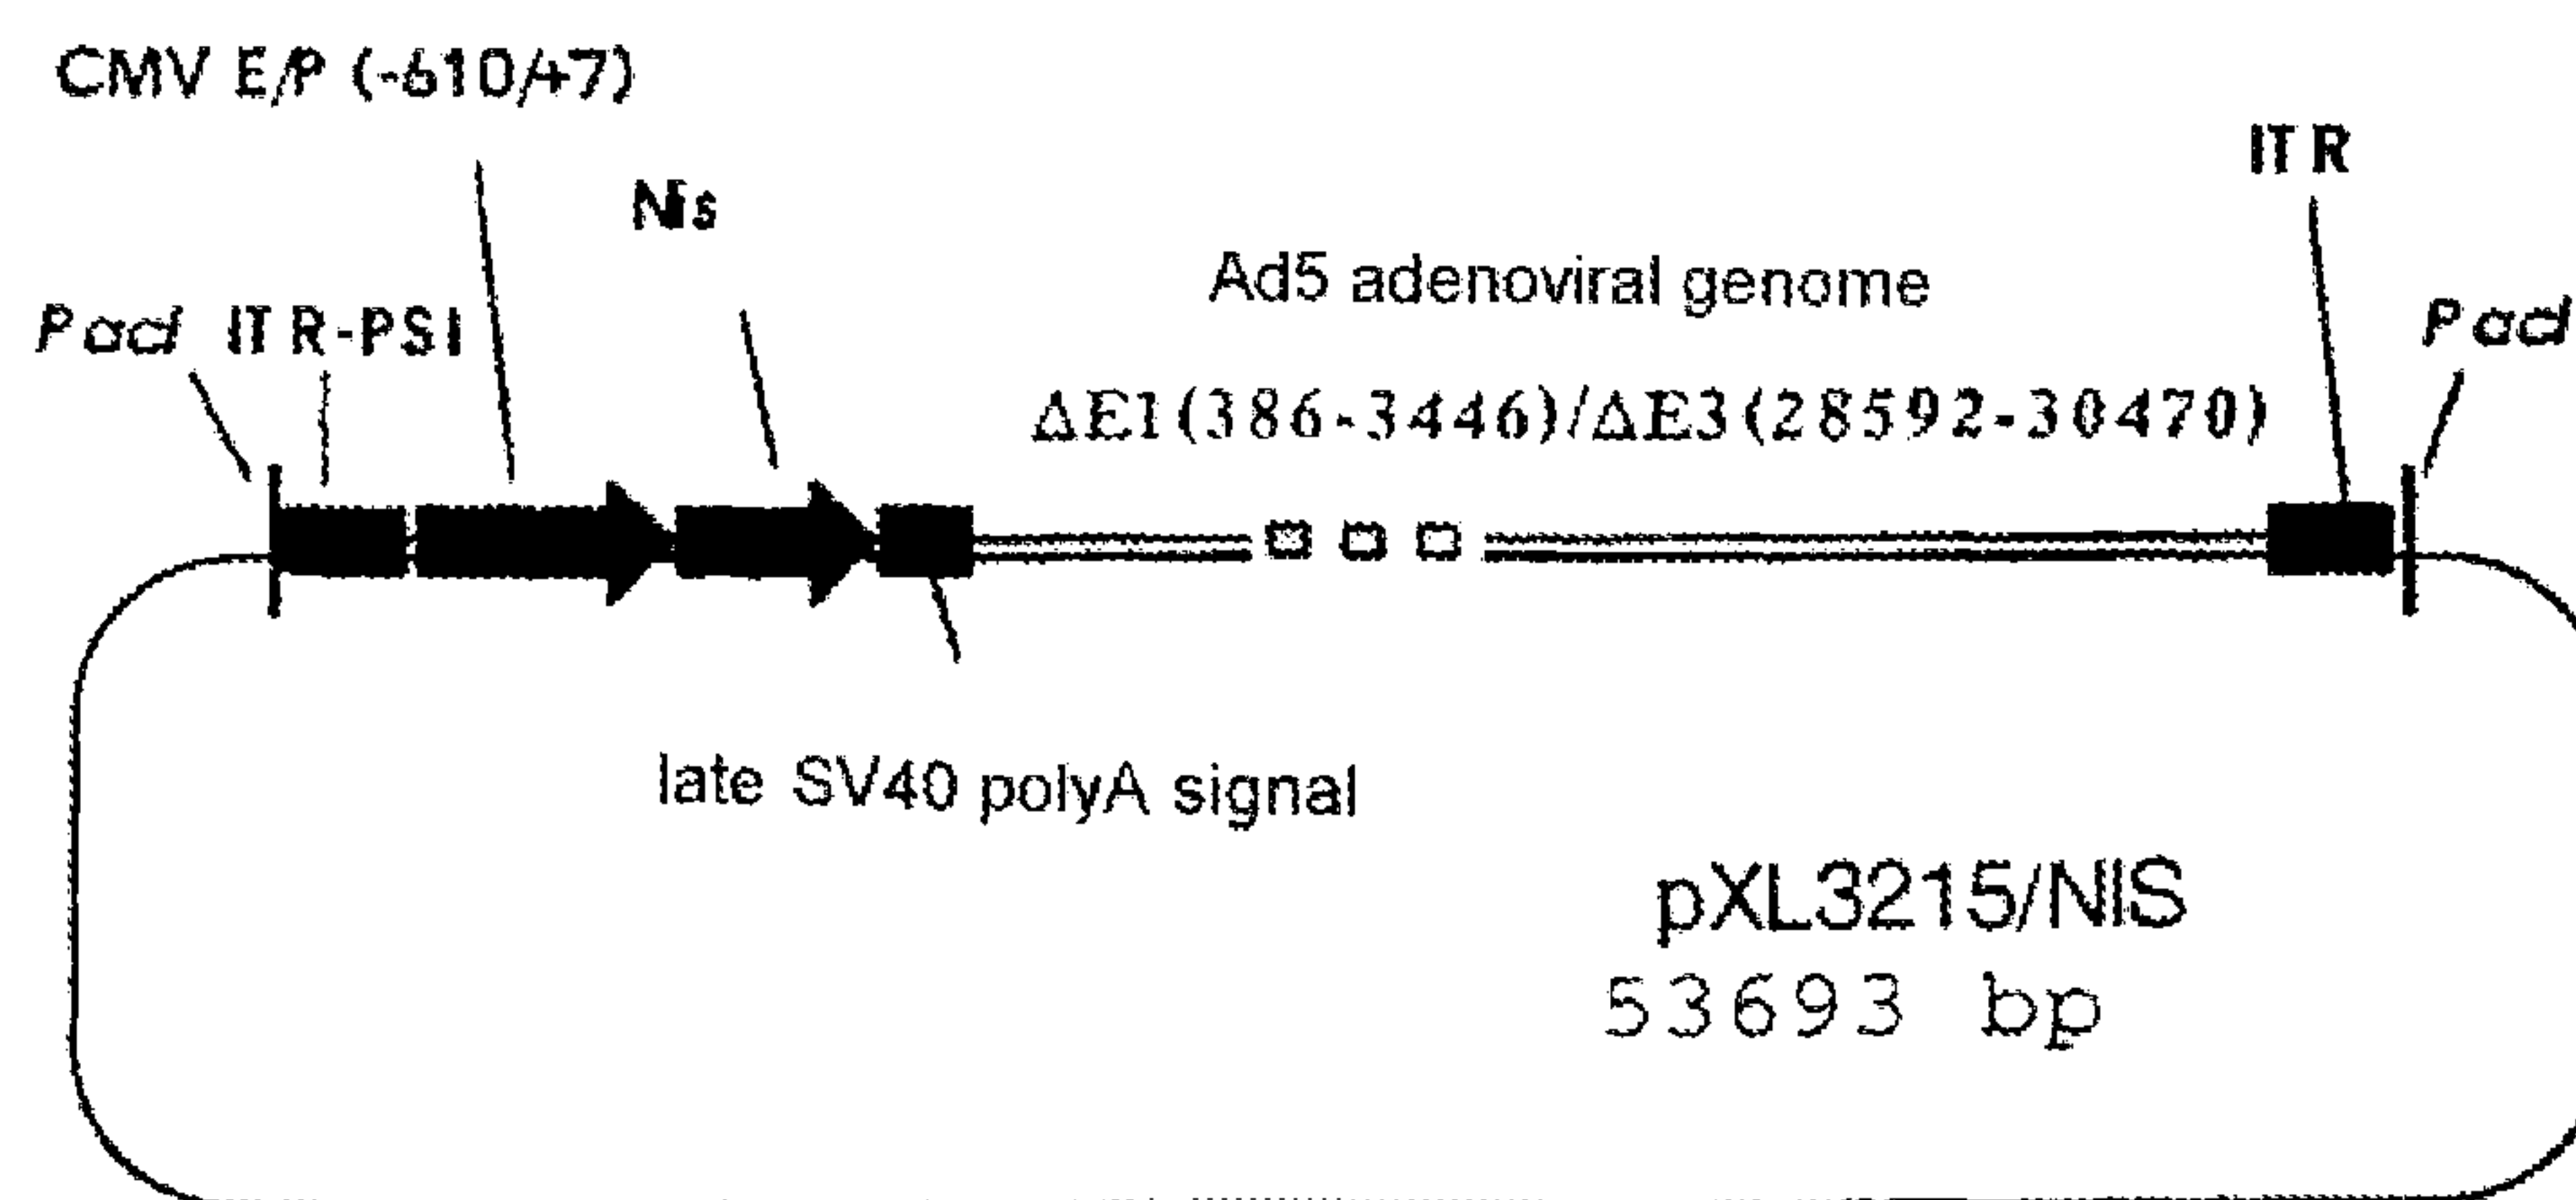 CMV E/P (-610/+7)
ITR
Nis
Ad5 adenoviral genome
PacI ITR-PSI
PacI
ΔE1(386-3446)/ΔE3(28592-30470)
late SV40 polyA signal
pXL3215/NIS
53693 bp